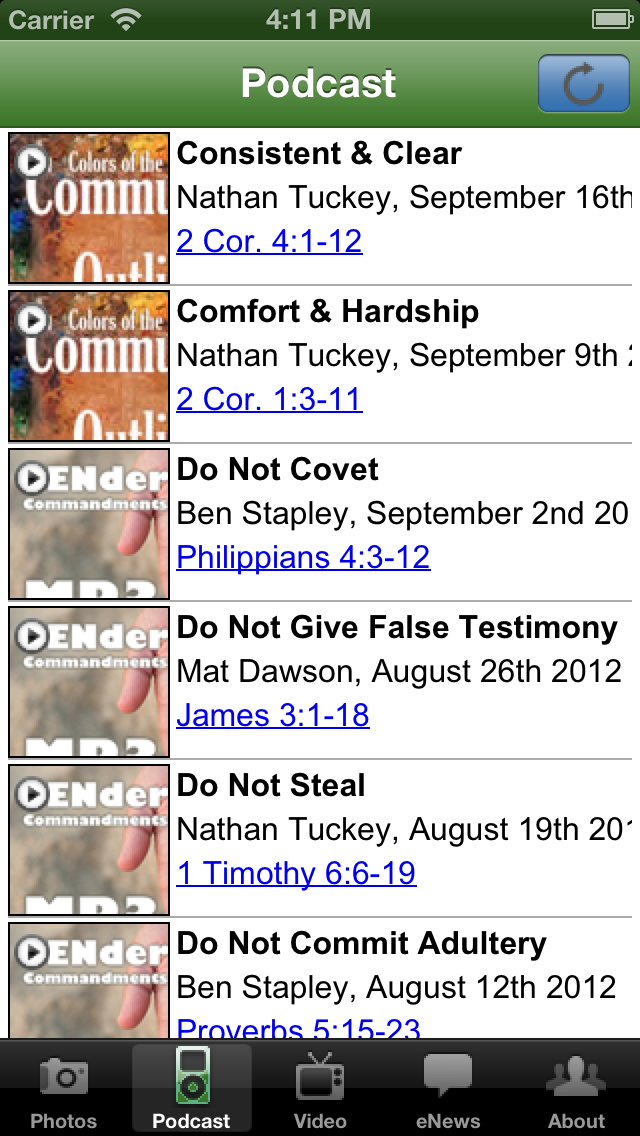 Carrier 4:11 PM
Podcast
Colors of the
Commu
Outli
Consistent & Clear
Nathan Tuckey, September 16th
2 Cor. 4:1-12
Colors of the
Commu
Outli
Comfort & Hardship
Nathan Tuckey, September 9th
2 Cor. 1:3-11
ENder
Commandments
MP3
Do Not Covet
Ben Stapley, September 2nd 20
Philippians 4:3-12
ENder
Commandments
MP3
Do Not Give False Testimony
Mat Dawson, August 26th 2012
James 3:1-18
ENder
Commandments
MP3
Do Not Steal
Nathan Tuckey, August 19th 201
1 Timothy 6:6-19
ENder
Commandments
Do Not Commit Adultery
Ben Stapley, August 12th 2012
Proverbs 5:15-23
Photos Podcast Video eNews About